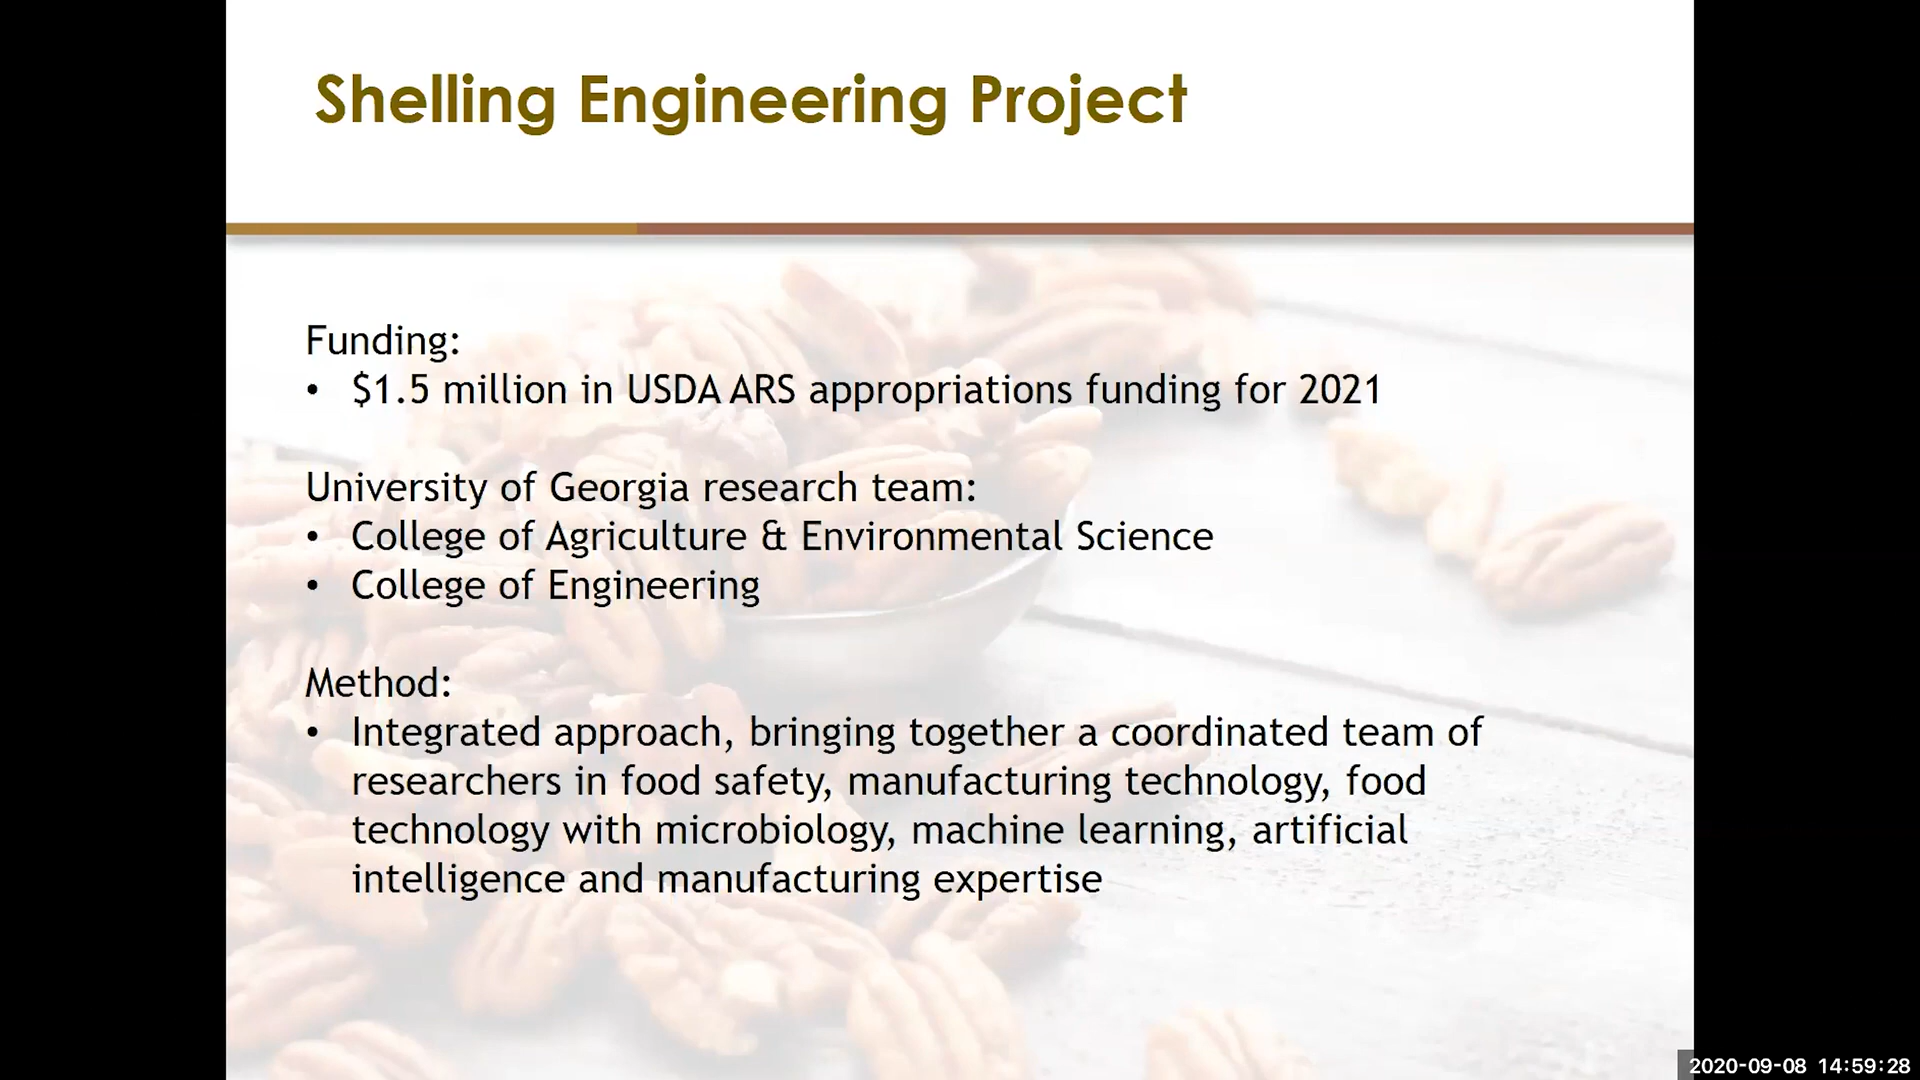 Shelling Engineering Project
Funding:
• $1.5 million in USDA ARS appropriations funding for 2021
University of Georgia research team:
• College of Agriculture & Environmental Science
• College of Engineering
Method:
• Integrated approach, bringing together a coordinated team of
researchers in food safety, manufacturing technology, food
technology with microbiology, machine learning, artificial
intelligence and manufacturing expertise
2020-09-08 14:59:28